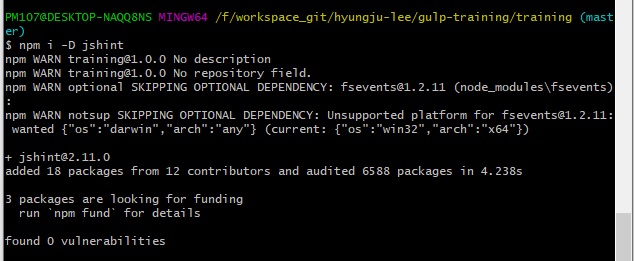 PM107@DESKTOP-NAQQ8NS MINGW64 /f/workspace_git/hyungju-lee/gulp-training/training (mast
er)
$ npm i -D jshint
npm WARN training@1.0.0 No description
npm WARN training@1.0.0 No repository field.
npm WARN optional SKIPPING OPTIONAL DEPENDENCY: fsevents@1.2.11 (node_modules\fsevents)
:
npm WARN notsup SKIPPING OPTIONAL DEPENDENCY: Unsupported platform for fsevents@1.2.11:
 wanted {"os":"darwin","arch":"any"} (current: {"os":"win32","arch":"x64"})

+ jshint@2.11.0
added 18 packages from 12 contributors and audited 6588 packages in 4.238s

3 packages are looking for funding
  run `npm fund` for details

found 0 vulnerabilities